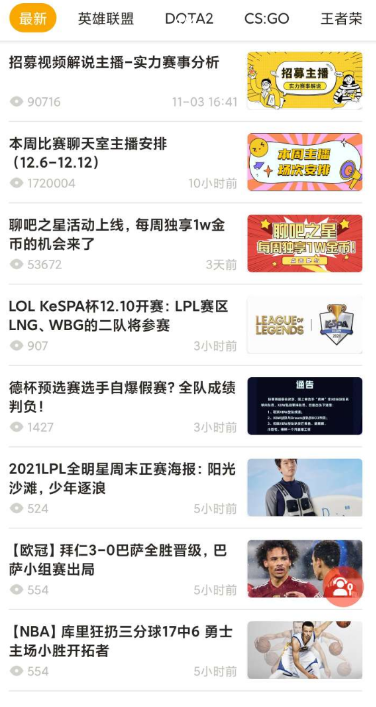 最新 英雄联盟 DOTA2 CS:GO 王者荣
招募视频解说主播-实力赛事分析
90716 11-03 16:41
招募主播
实力赛事解说
本周比赛聊天室主播安排
（12.6-12.12）
1720004 10小时前
本周主播
场次安排
聊吧之星活动上线，每周独享1w金
币的机会来了
53672 3天前
聊吧之星
每周独享1W金币!
LOL KeSPA杯12.10开赛：LPL赛区
LNG、WBG的二队将参赛
907 3小时前
LEAGUE OF
LEGENDS
KeSPA
德杯预选赛选手自爆假赛? 全队成绩
判负！
1427 3小时前
通告
2021LPL全明星周末正赛海报：阳光
沙滩，少年逐浪
524 5小时前
【欧冠】拜仁3-0巴萨全胜晋级，巴
萨小组赛出局
554 5小时前
【NBA】库里狂扔三分球17中6 勇士
主场小胜开拓者
554 5小时前